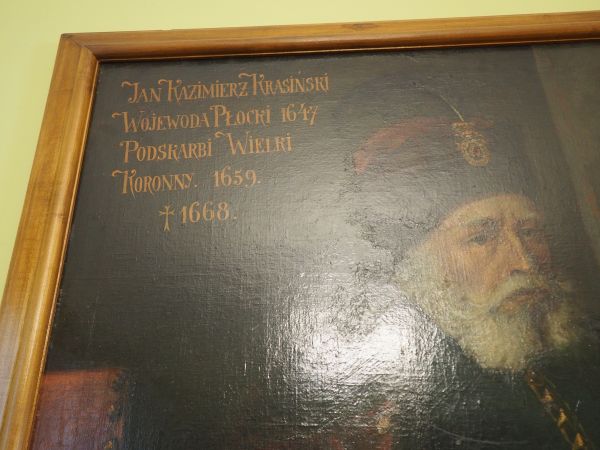 Jan Kazimierz Krasiński
Wojewoda Płocki 1647
Podskarbi Wielki
Koronny. 1659.
† 1668.